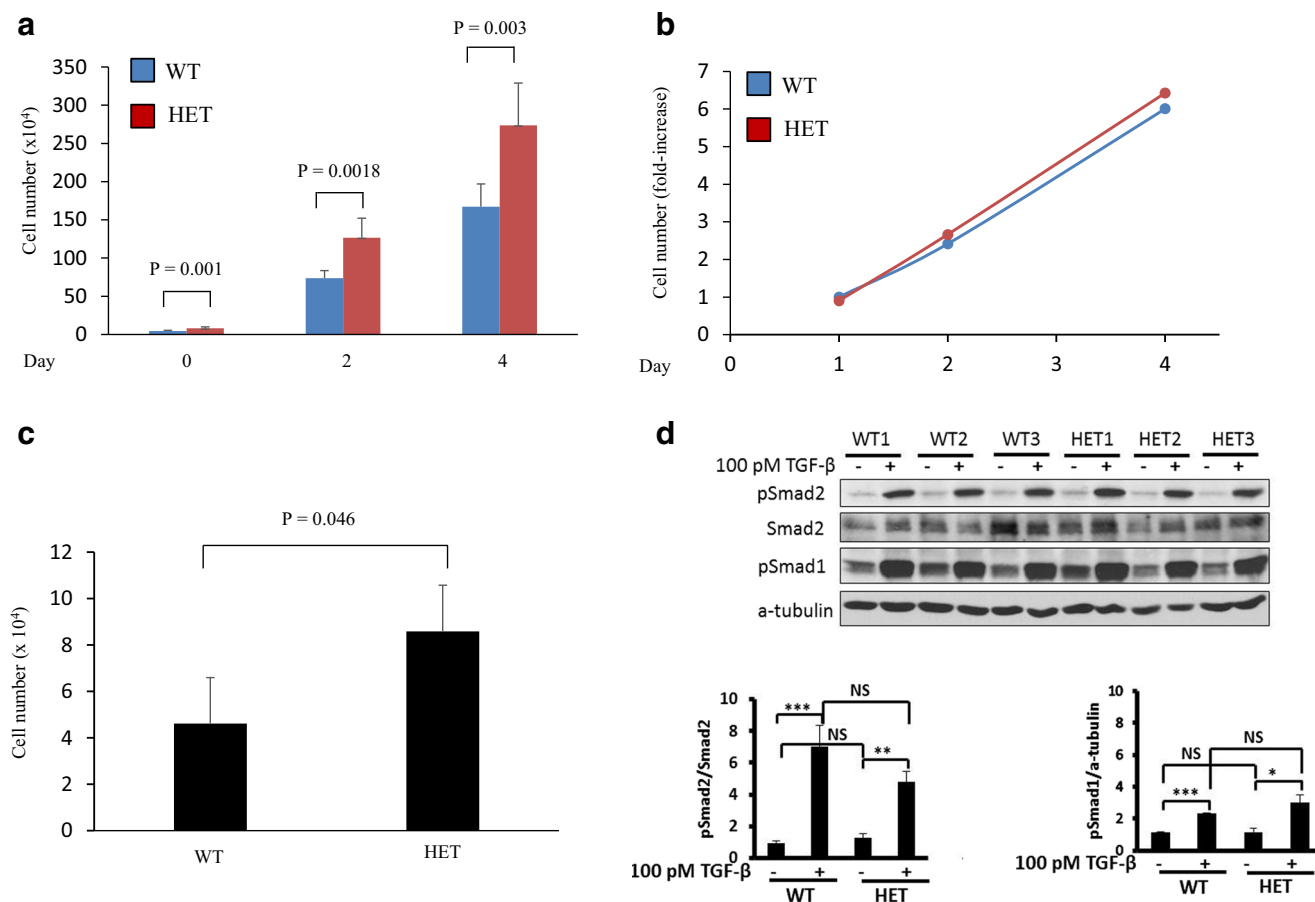 a
P = 0.003
350
300
250
200
150
100
50
0
Cell number (x10⁴)
WT
HET
P = 0.0018
P = 0.001
Day
0 2 4
b
7
6
5
4
3
2
1
0
Cell number (fold-increase)
WT
HET
Day
0 1 2 3 4
c
P = 0.046
12
10
8
6
4
2
0
Cell number (x 10⁴)
WT HET
d
WT1 WT2 WT3 HET1 HET2 HET3
100 pM TGF-β - + - + - + - + - + - +
pSmad2
Smad2
pSmad1
a-tubulin
10
8
6
4
2
0
pSmad2/Smad2
***
NS
NS
**
100 pM TGF-β - + - +
WT HET
10
8
6
4
2
0
pSmad1/a-tubulin
NS
NS
***
*
100 pM TGF-β - + - +
WT HET